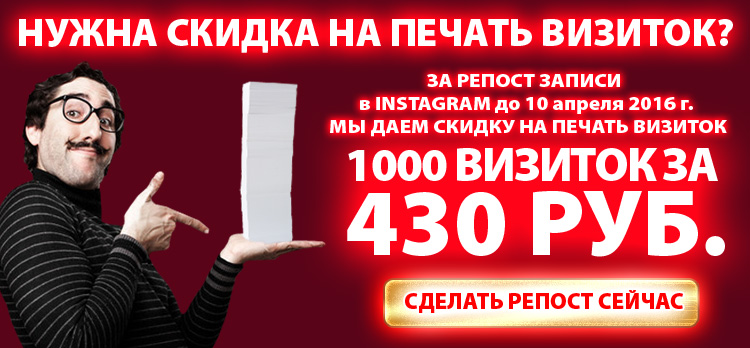 НУЖНА СКИДКА НА ПЕЧАТЬ ВИЗИТОК?
ЗА РЕПОСТ ЗАПИСИ
в INSTAGRAM до 10 апреля 2016 г.
МЫ ДАЕМ СКИДКУ НА ПЕЧАТЬ ВИЗИТОК
1000 ВИЗИТОК ЗА
430 РУБ.
СДЕЛАТЬ РЕПОСТ СЕЙЧАС